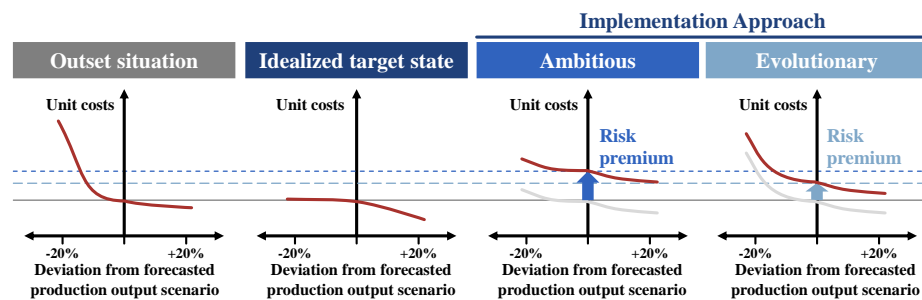 Implementation Approach
Outset situation
Idealized target state
Ambitious
Evolutionary
Unit costs
-20%
+20%
Deviation from forecasted
production output scenario
Unit costs
-20%
+20%
Deviation from forecasted
production output scenario
Unit costs
Risk
premium
-20%
+20%
Deviation from forecasted
production output scenario
Unit costs
Risk
premium
-20%
+20%
Deviation from forecasted
production output scenario